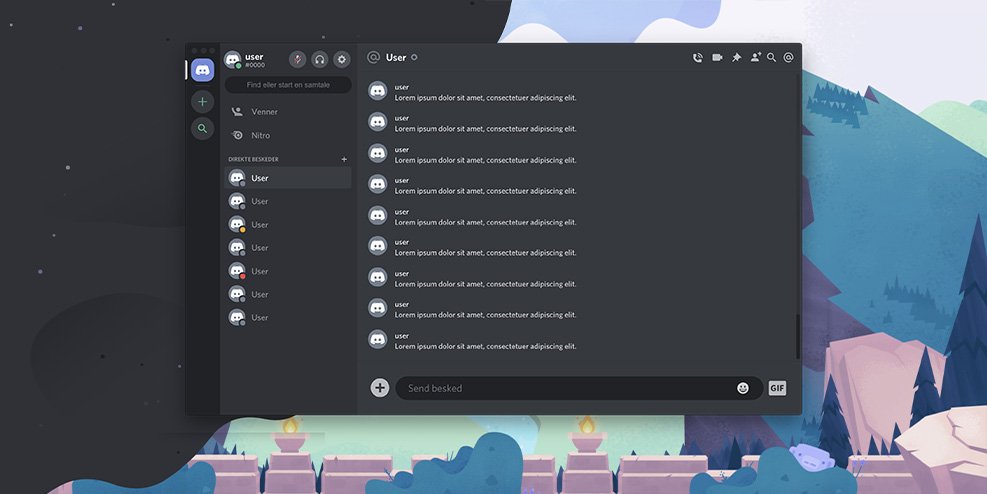 user
#0000
Find eller start en samtale
Venner
Nitro
DIREKTE BESKEDER
User
User
User
User
User
User
User
User
user
Lorem ipsum dolor sit amet, consectetuer adipiscing elit.
user
Lorem ipsum dolor sit amet, consectetuer adipiscing elit.
user
Lorem ipsum dolor sit amet, consectetuer adipiscing elit.
user
Lorem ipsum dolor sit amet, consectetuer adipiscing elit.
user
Lorem ipsum dolor sit amet, consectetuer adipiscing elit.
user
Lorem ipsum dolor sit amet, consectetuer adipiscing elit.
user
Lorem ipsum dolor sit amet, consectetuer adipiscing elit.
user
Lorem ipsum dolor sit amet, consectetuer adipiscing elit.
user
Lorem ipsum dolor sit amet, consectetuer adipiscing elit.
Send besked
GIF